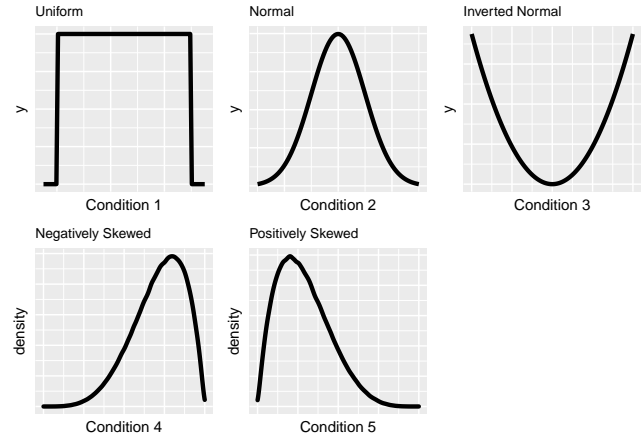 Uniform
Normal
Inverted Normal
y
y
y
Condition 1
Condition 2
Condition 3
Negatively Skewed
Positively Skewed
density
density
Condition 4
Condition 5